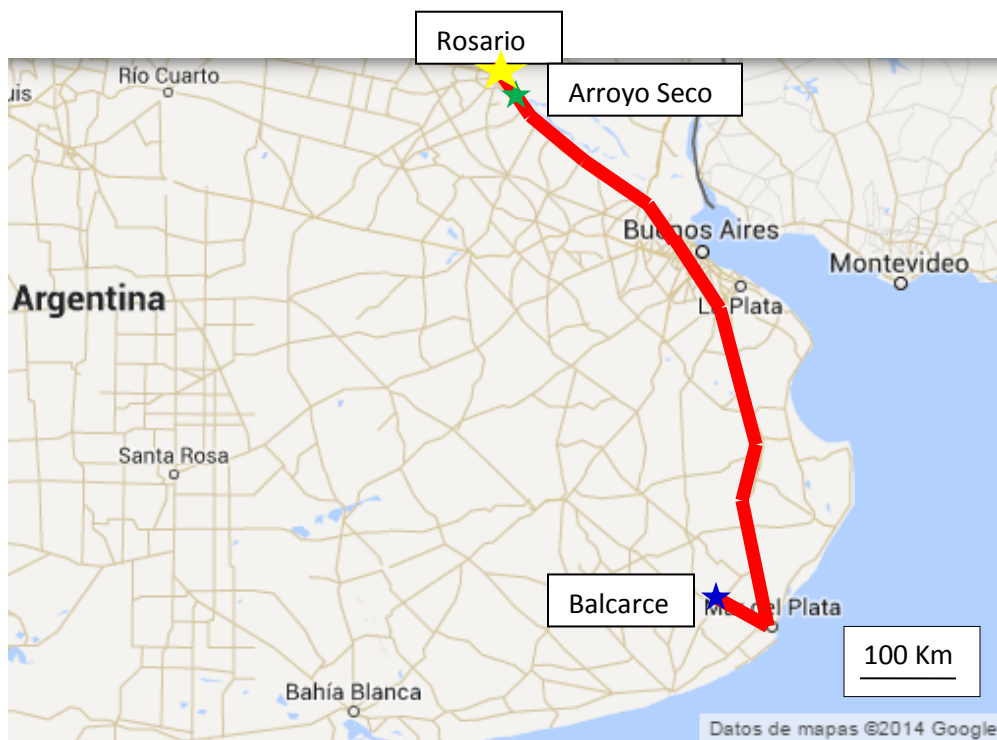 Rosario
Río Cuarto
uis
Arroyo Seco
Buenos Aires
Montevideo
Argentina
La Plata
Santa Rosa
Balcarce
Mar del Plata
100 Km
Bahía Blanca
Datos de mapas ©2014 Google